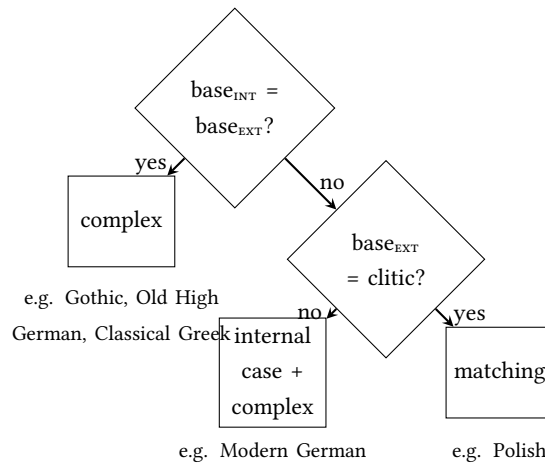 base_INT =
base_EXT?
yes
no
complex
base_EXT
= clitic?
e.g. Gothic, Old High
German, Classical Greek
no
yes
internal
case +
complex
matching
e.g. Modern German
e.g. Polish